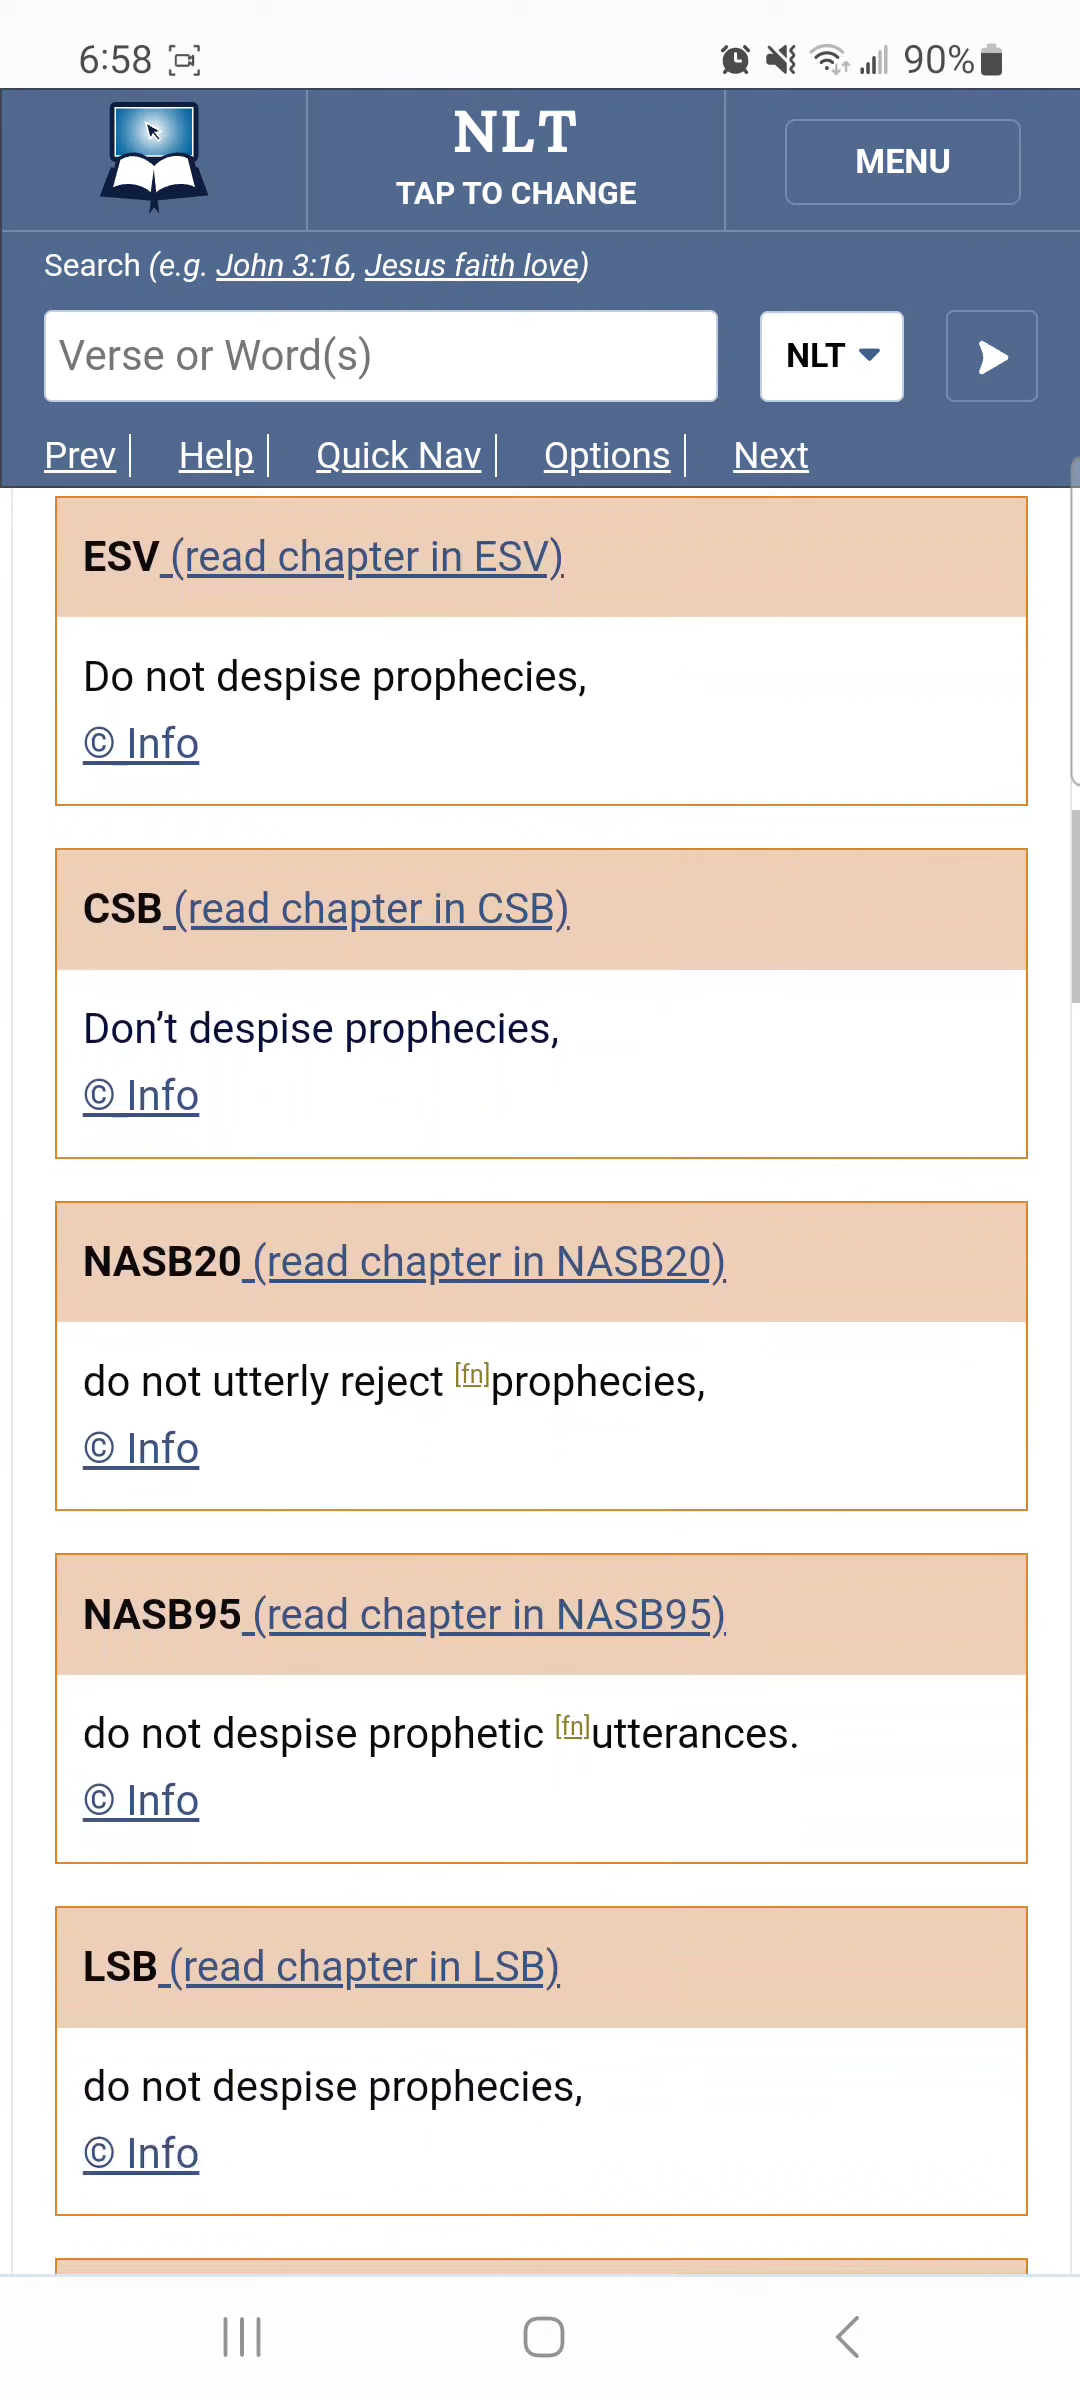 6:58
90%
NLT
TAP TO CHANGE
MENU
Search (e.g. John 3:16, Jesus faith love)
Verse or Word(s)
NLT
Prev
Help
Quick Nav
Options
Next
ESV (read chapter in ESV)
Do not despise prophecies,
© Info
CSB (read chapter in CSB)
Don’t despise prophecies,
© Info
NASB20 (read chapter in NASB20)
do not utterly reject [fn]prophecies,
© Info
NASB95 (read chapter in NASB95)
do not despise prophetic [fn]utterances.
© Info
LSB (read chapter in LSB)
do not despise prophecies,
© Info